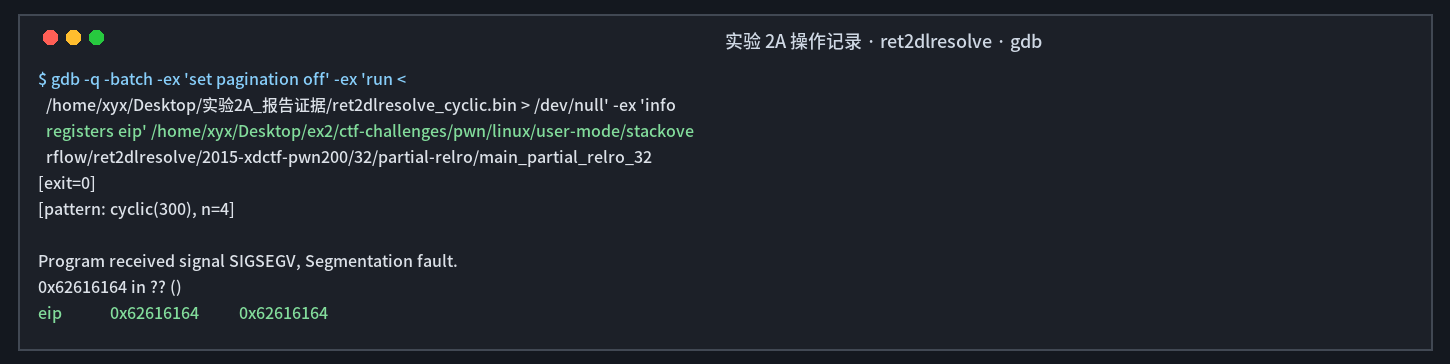 实验 2A 操作记录 · ret2dlresolve · gdb
$ gdb -q -batch -ex 'set pagination off' -ex 'run <
/home/xyx/Desktop/实验2A_报告证据/ret2dlresolve_cyclic.bin > /dev/null' -ex 'info
registers eip' /home/xyx/Desktop/ex2/ctf-challenges/pwn/linux/user-mode/stackove
rflow/ret2dlresolve/2015-xdctf-pwn200/32/partial-relro/main_partial_relro_32
[exit=0]
[pattern: cyclic(300), n=4]
Program received signal SIGSEGV, Segmentation fault.
0x62616164 in ?? ()
eip 0x62616164 0x62616164